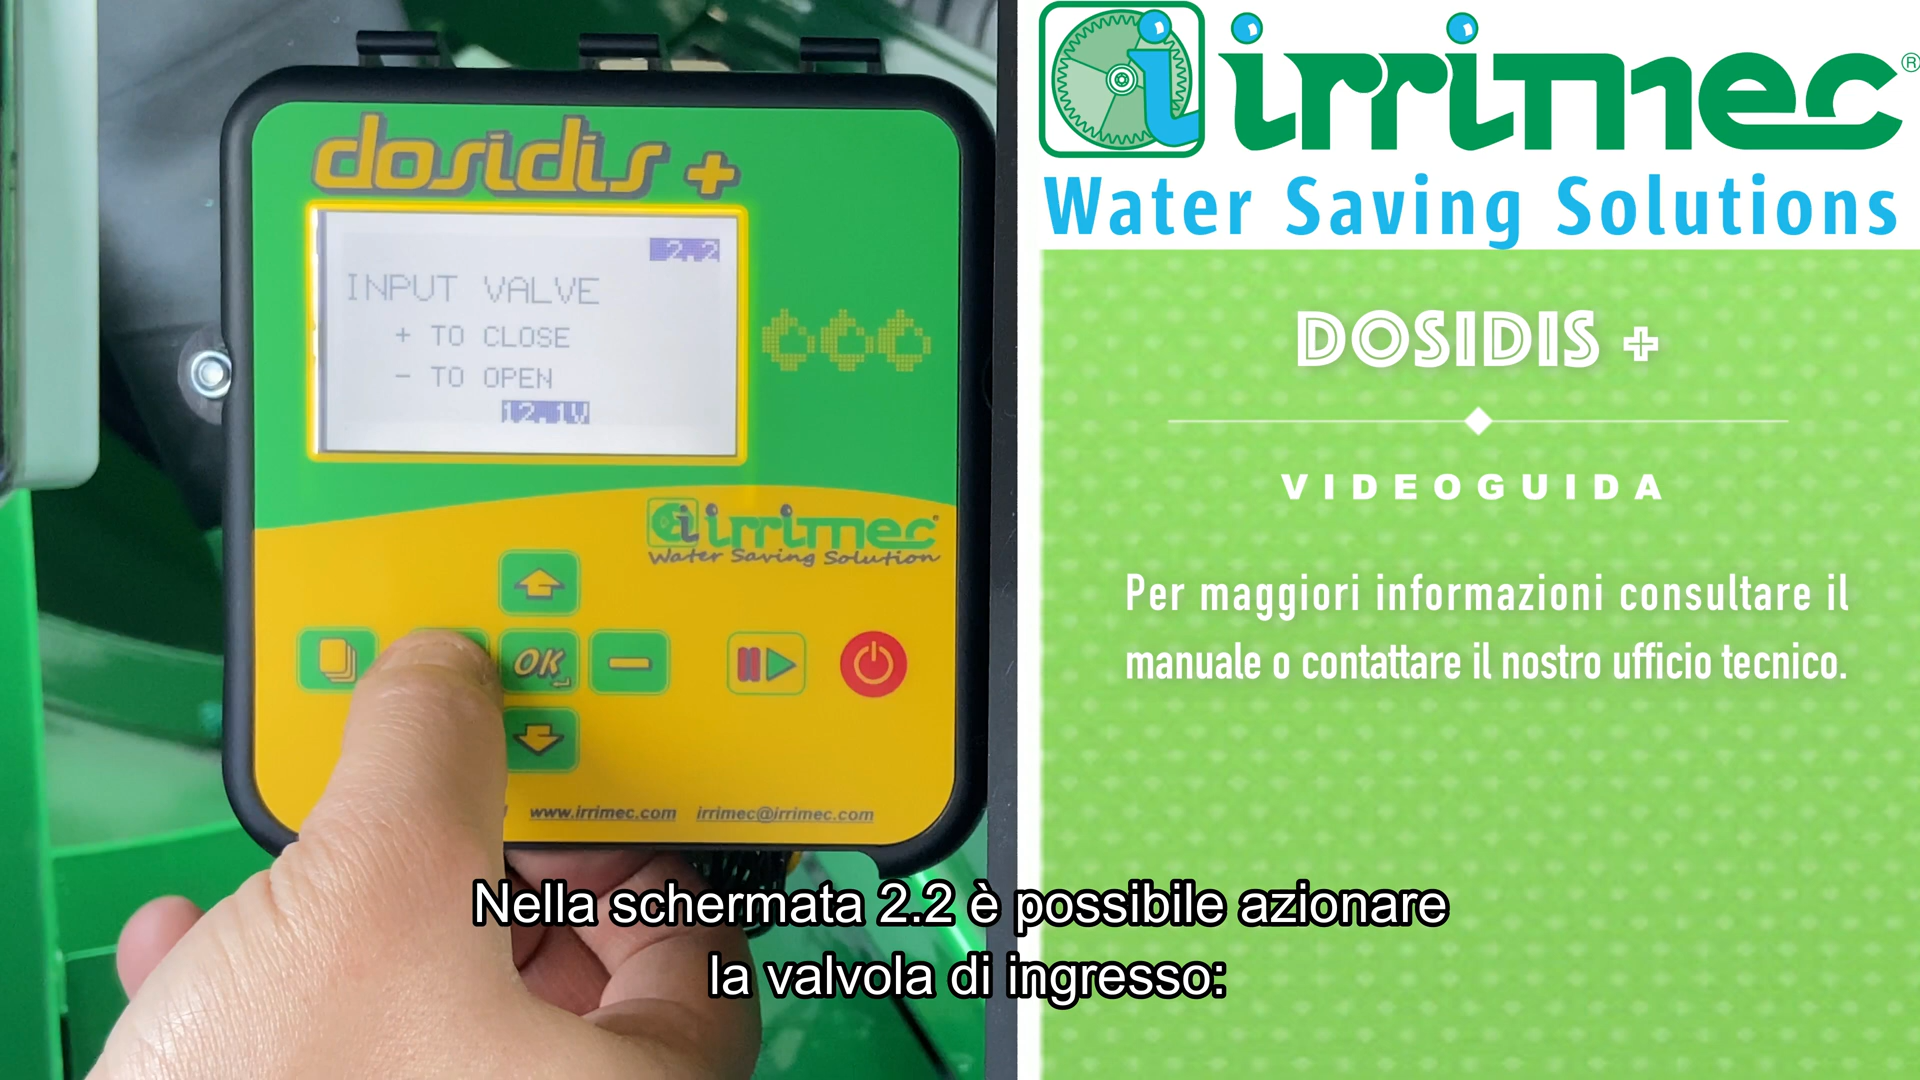 dosidis +
2.2
INPUT VALVE
+ TO CLOSE
- TO OPEN
12.1V
irrimec
Water Saving Solution
OK
www.irrimec.com irrimec@irrimec.com
irrimec®
Water Saving Solutions
DOSIDIS +
VIDEOGUIDA
Per maggiori informazioni consultare il
manuale o contattare il nostro ufficio tecnico.
Nella schermata 2.2 è possibile azionare
la valvola di ingresso: